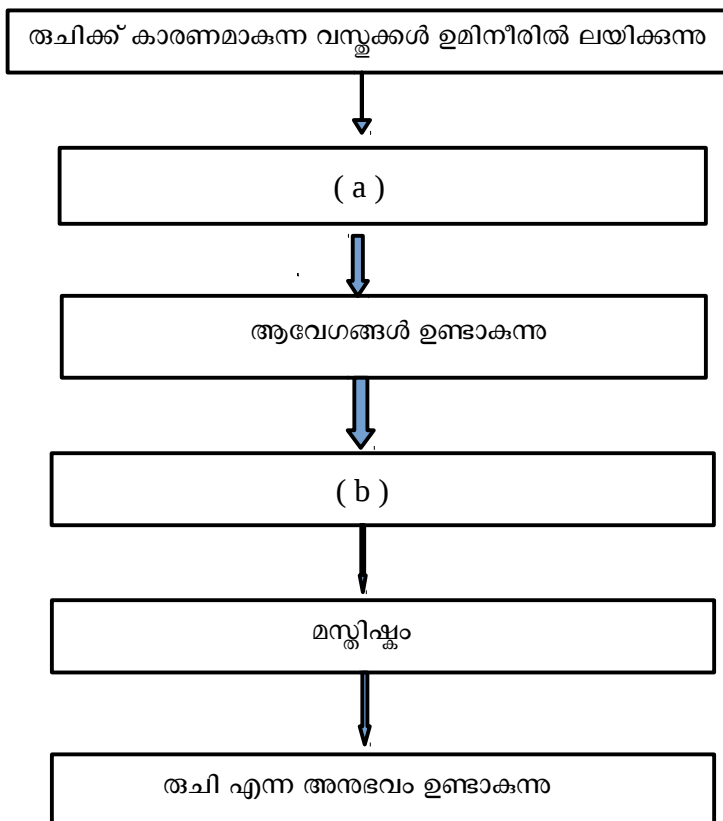 രുചിക്ക് കാരണമാകുന്ന വസ്തുക്കൾ ഉമിനീരിൽ ലയിക്കുന്നു
( a )
ആവേഗങ്ങൾ ഉണ്ടാകുന്നു
( b )
മസ്തിഷ്കം
രുചി എന്ന അനുഭവം ഉണ്ടാകുന്നു